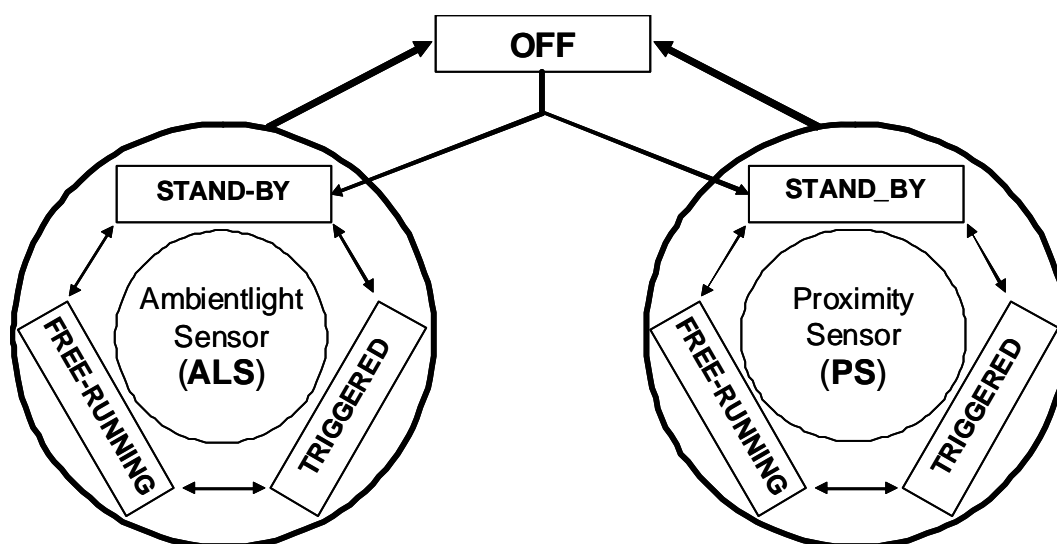 OFF
STAND-BY
Ambientlight
Sensor
(ALS)
FREE-RUNNING
TRIGGERED
STAND_BY
Proximity
Sensor
(PS)
FREE-RUNNING
TRIGGERED